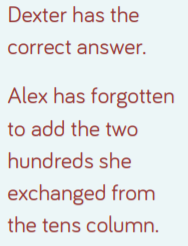 Dexter has the
correct answer.
Alex has forgotten
to add the two
hundreds she
exchanged from
the tens column.